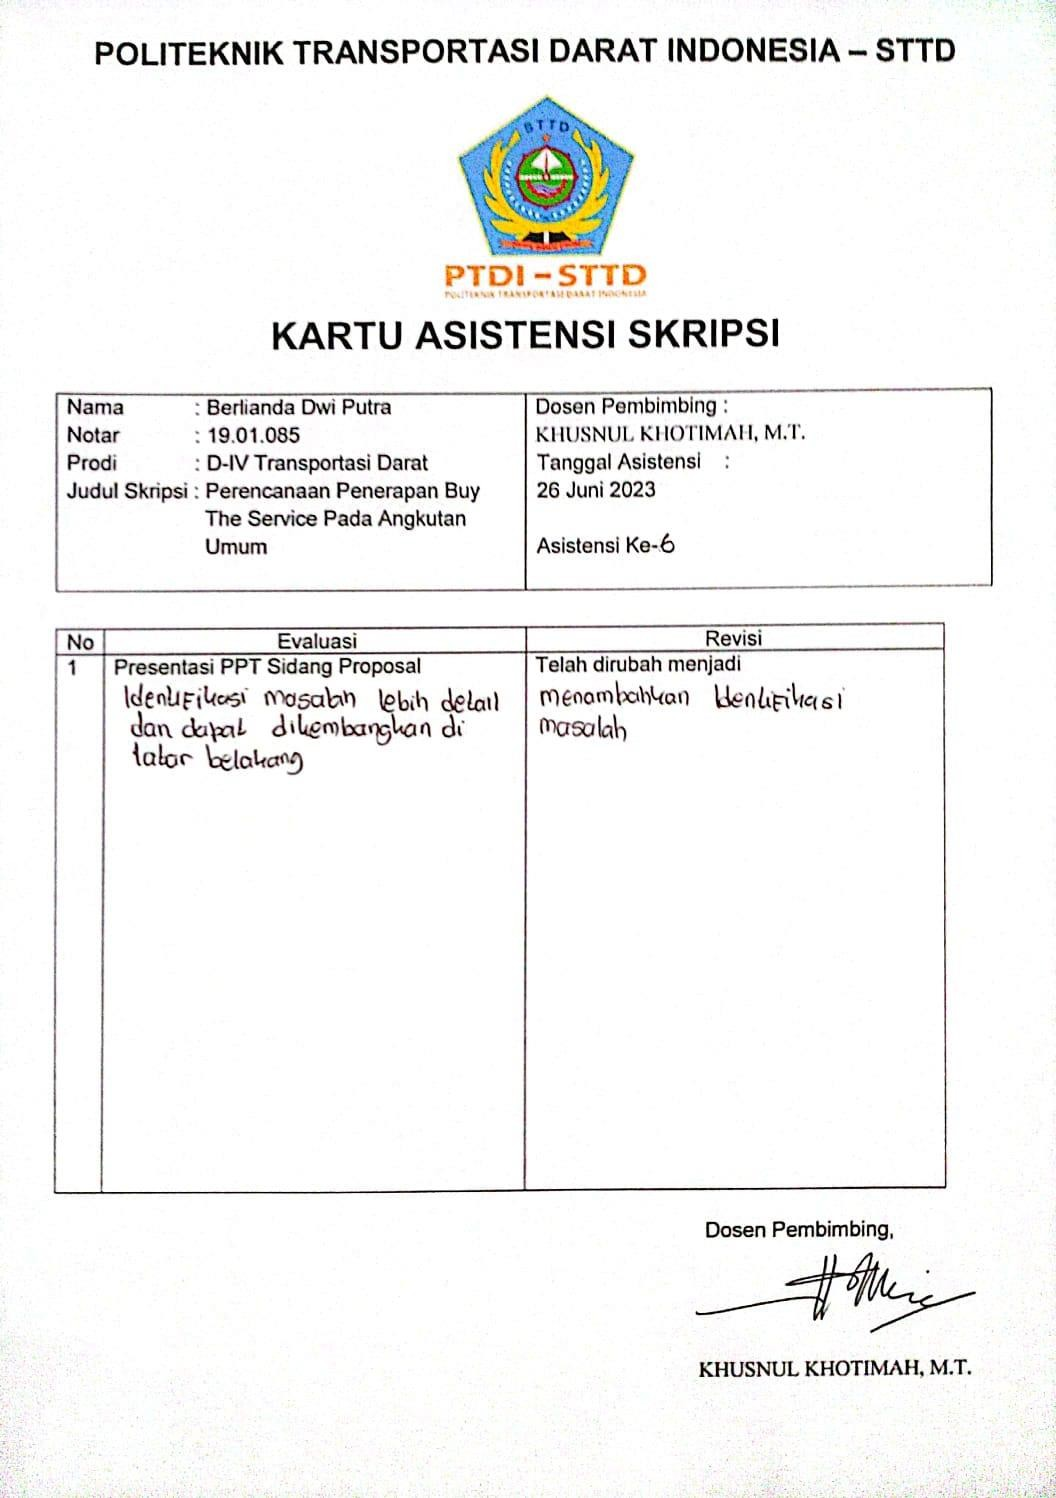 POLITEKNIK TRANSPORTASI DARAT INDONESIA – STTD
STTD
PTDI – STTD
POLITEKNIK TRANSPORTASI DARAT INDONESIA
KARTU ASISTENSI SKRIPSI
Nama : Berlianda Dwi Putra
Notar : 19.01.085
Prodi : D-IV Transportasi Darat
Judul Skripsi : Perencanaan Penerapan Buy
The Service Pada Angkutan
Umum
Dosen Pembimbing :
KHUSNUL KHOTIMAH, M.T.
Tanggal Asistensi :
26 Juni 2023
Asistensi Ke-6
No Evaluasi Revisi
1 Presentasi PPT Sidang Proposal
Identifikasi masalah lebih detail
dan dapat dikembangkan di
latar belakang
Telah dirubah menjadi
menambahkan Identifikasi
masalah
Dosen Pembimbing,
KHUSNUL KHOTIMAH, M.T.